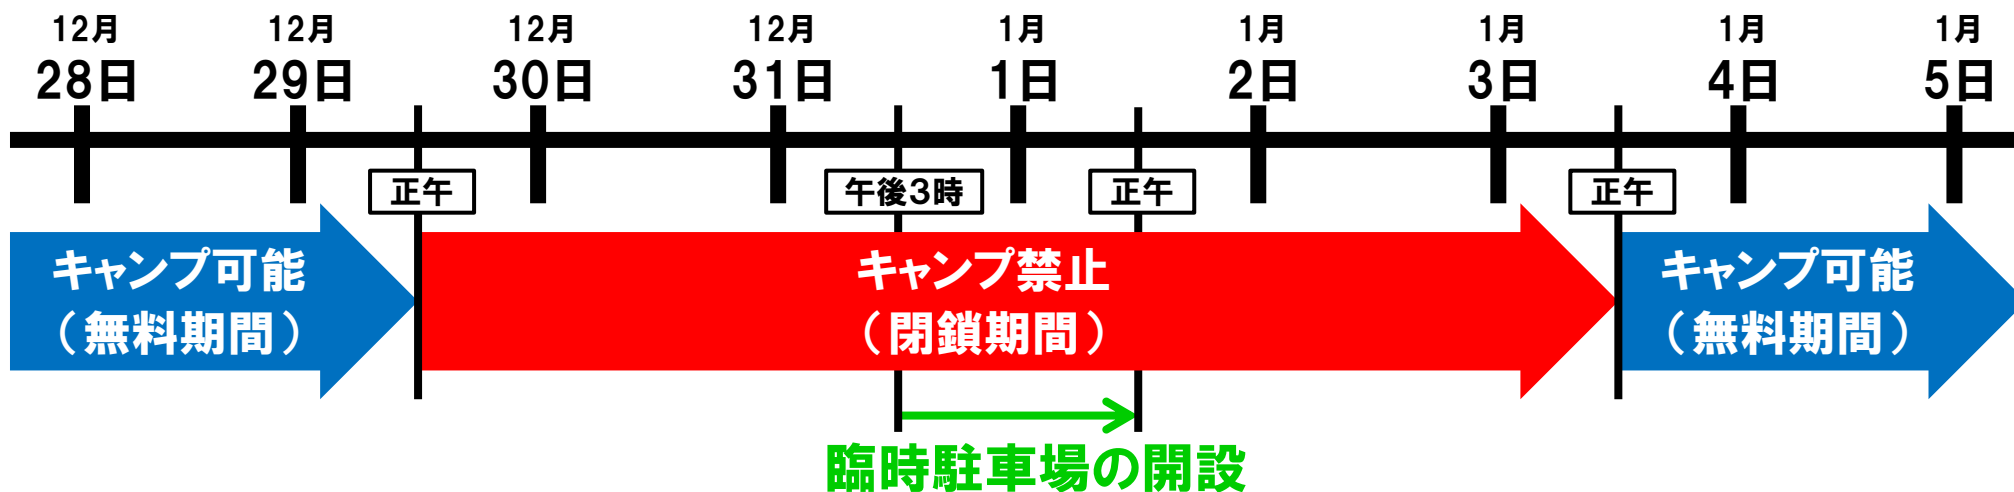 12月 12月 12月 12月 1月 1月 1月 1月 1月
28日 29日 30日 31日 1日 2日 3日 4日 5日
正午 午後3時 正午 正午
キャンプ可能
（無料期間）
キャンプ禁止
（閉鎖期間）
キャンプ可能
（無料期間）
臨時駐車場の開設